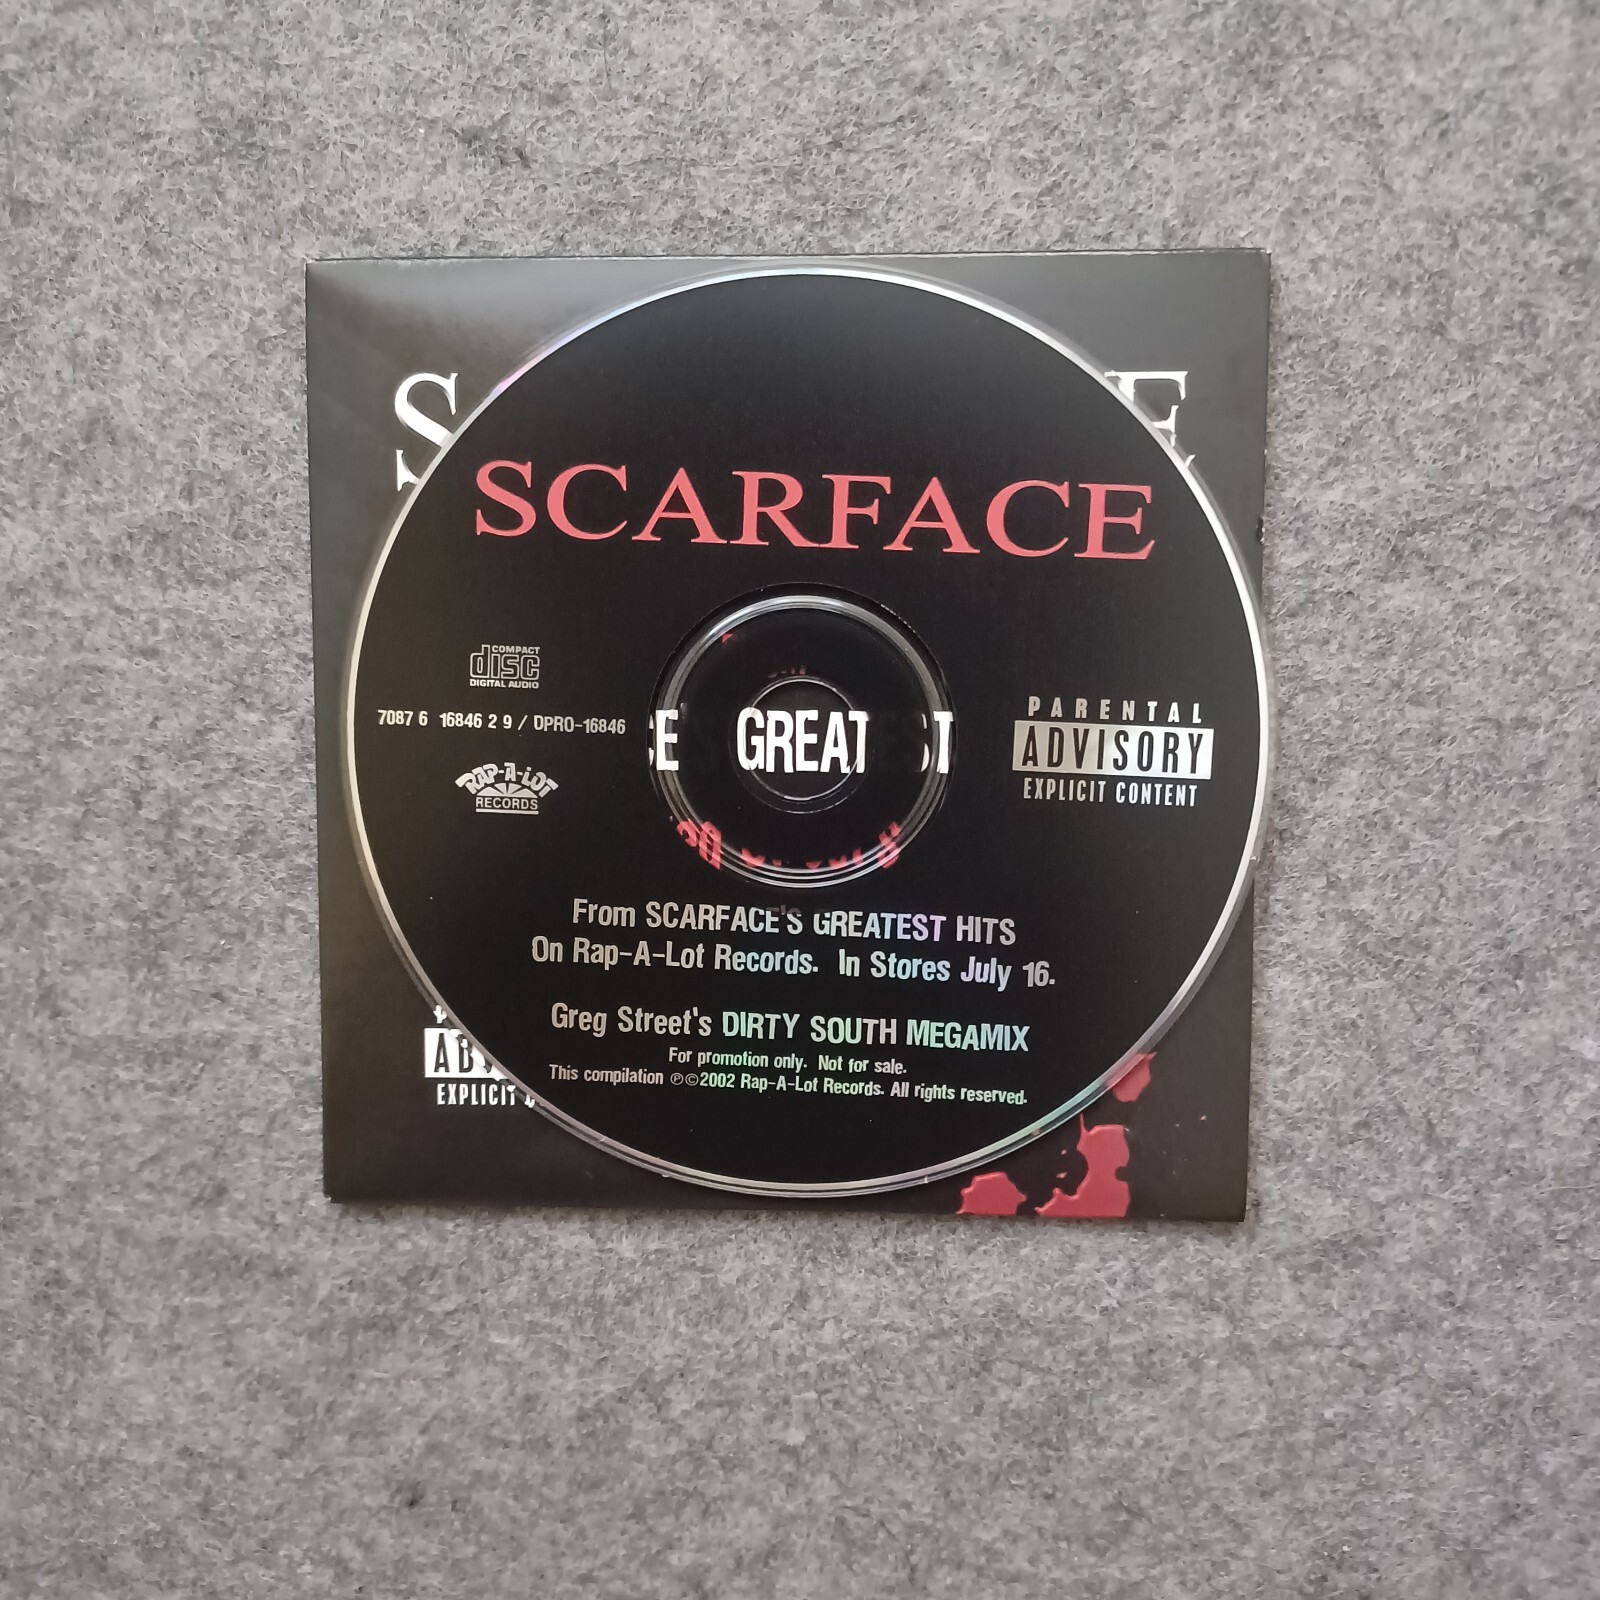 SCARFACE
COMPACT
disc
DIGITAL AUDIO
7087 6 16846 2 9 / DPRO-16846
RAP-A-LOT
RECORDS
GREAT
PARENTAL
ADVISORY
EXPLICIT CONTENT
From SCARFACE'S GREATEST HITS
On Rap-A-Lot Records. In Stores July 16.
Greg Street's DIRTY SOUTH MEGAMIX
For promotion only. Not for sale.
This compilation ℗©2002 Rap-A-Lot Records. All rights reserved.
EXPLICIT